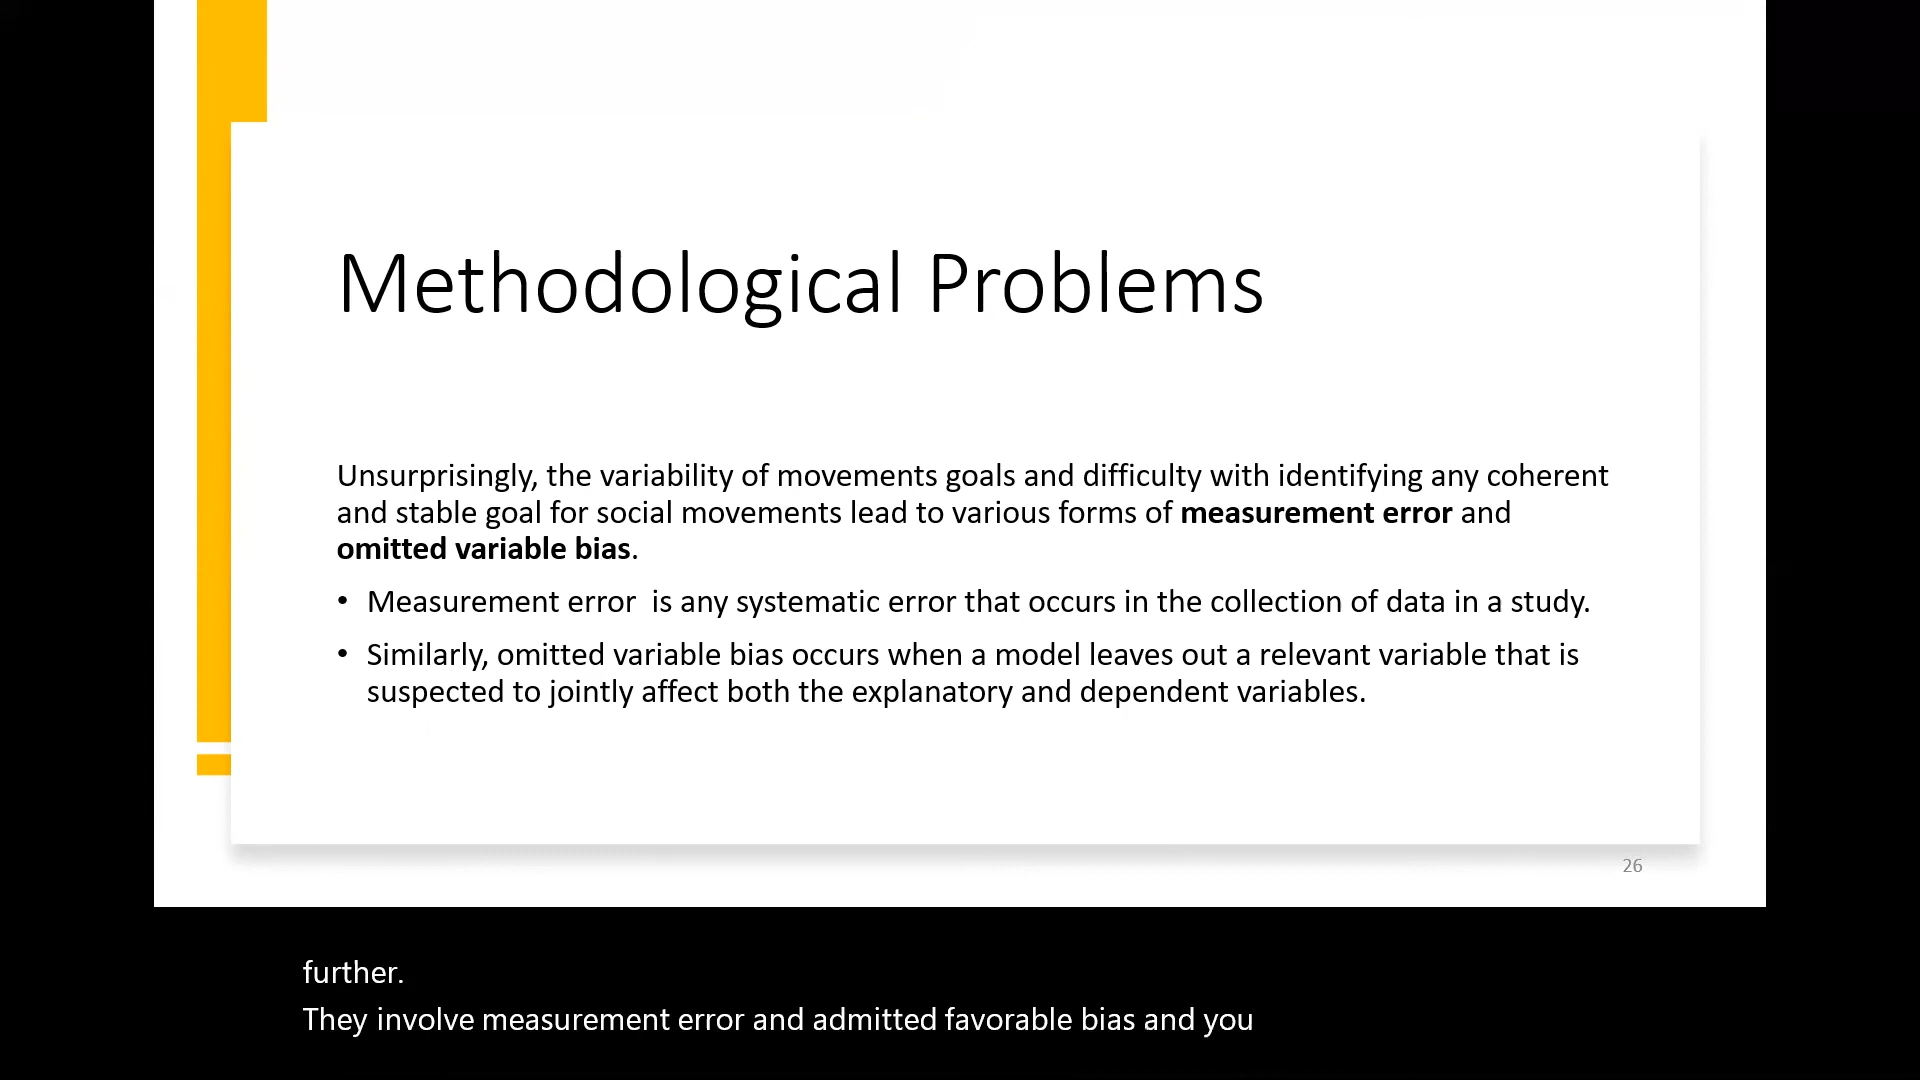 Methodological Problems
Unsurprisingly, the variability of movements goals and difficulty with identifying any coherent
and stable goal for social movements lead to various forms of measurement error and
omitted variable bias.
• Measurement error  is any systematic error that occurs in the collection of data in a study.
• Similarly, omitted variable bias occurs when a model leaves out a relevant variable that is
suspected to jointly affect both the explanatory and dependent variables.
26
further.
They involve measurement error and admitted favorable bias and you